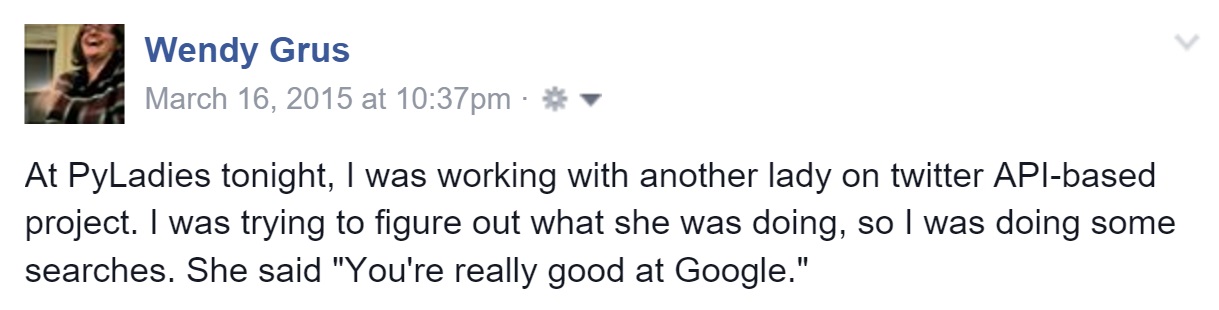 Wendy Grus
March 16, 2015 at 10:37pm ·
At PyLadies tonight, I was working with another lady on twitter API-based
project. I was trying to figure out what she was doing, so I was doing some
searches. She said "You're really good at Google."